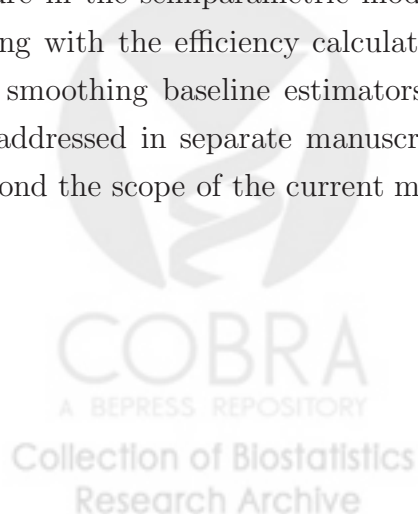 are in the semiparametric mod
ng with the efficiency calculat
smoothing baseline estimators
addressed in separate manuscr
ond the scope of the current m
COBRA
A BEPRESS REPOSITORY
Collection of Biostatistics
Research Archive